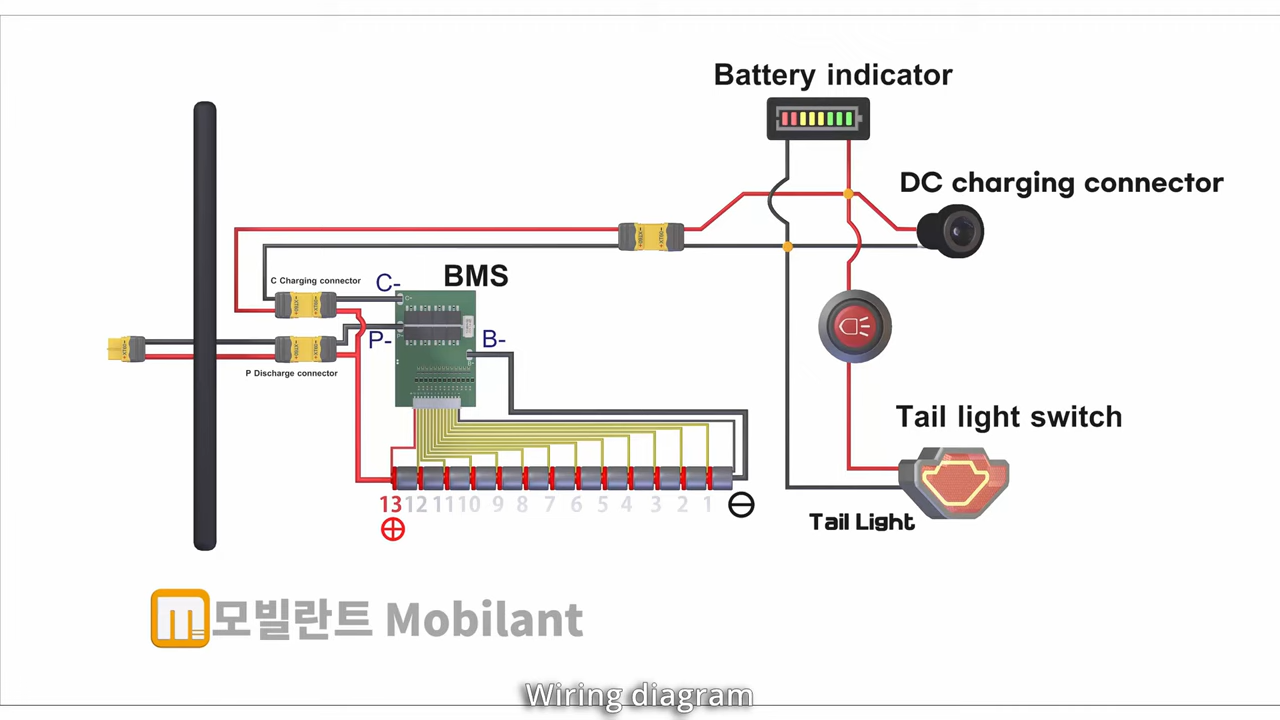 Battery indicator
DC charging connector
C Charging connector
C-
BMS
P-
B-
P Discharge connector
Tail light switch
13 12 11 10 9 8 7 6 5 4 3 2 1
Tail Light
모빌란트 Mobilant
Wiring diagram